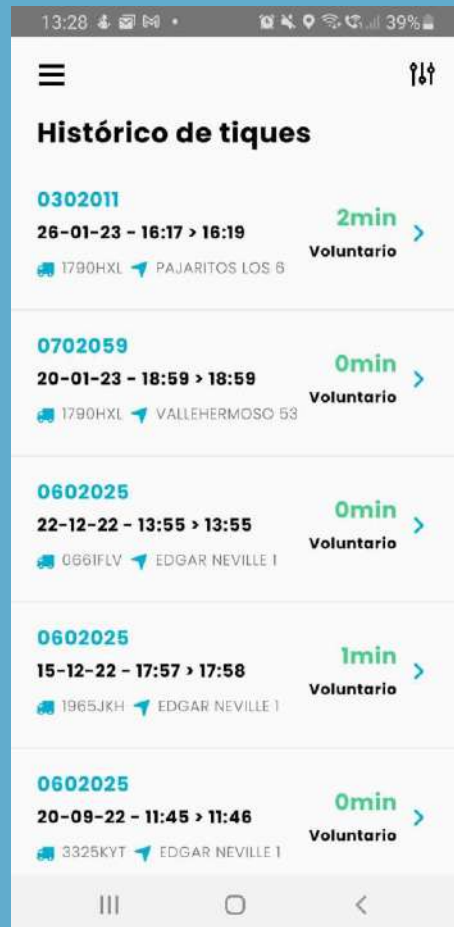 13:28
39%
Histórico de tiques
0302011
2min
26-01-23 - 16:17 > 16:19
Voluntario
1790HXL PAJARITOS LOS 6
0702059
0min
20-01-23 - 18:59 > 18:59
Voluntario
1790HXL VALLEHERMOSO 53
0602025
0min
22-12-22 - 13:55 > 13:55
Voluntario
0661FLV EDGAR NEVILLE 1
0602025
1min
15-12-22 - 17:57 > 17:58
Voluntario
1965JKH EDGAR NEVILLE 1
0602025
0min
20-09-22 - 11:45 > 11:46
Voluntario
3325KYT EDGAR NEVILLE 1